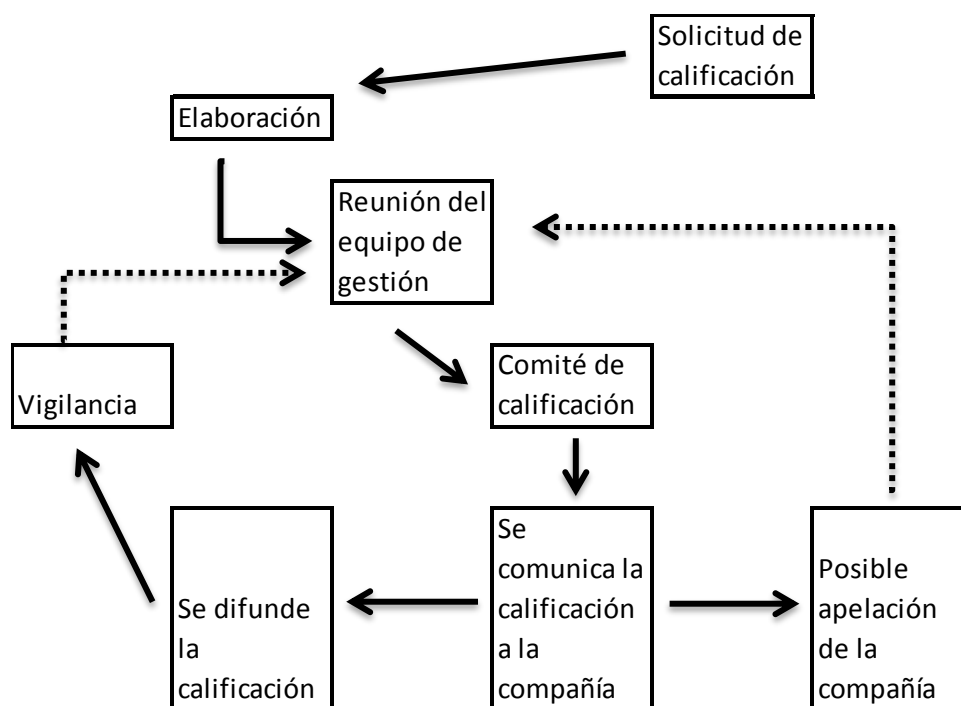 Solicitud de
calificación
Elaboración
Reunión del
equipo de
gestión
Comité de
calificación
Vigilancia
Se
comunica la
calificación
a la
compañía
Se difunde
la
calificación
Posible
apelación
de la
compañía